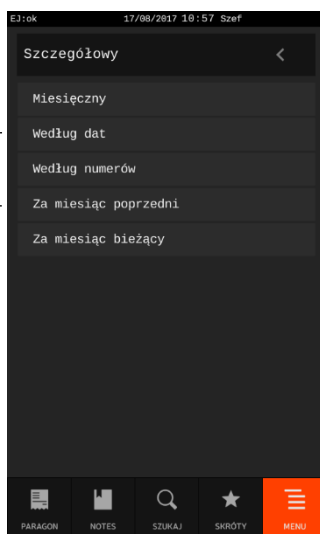 EJ:ok 17/08/2017 10:57 Szef
Szczegółowy
Miesięczny
Według dat
Według numerów
Za miesiąc poprzedni
Za miesiąc bieżący
PARAGON NOTES SZUKAJ SKRÓTY MENU